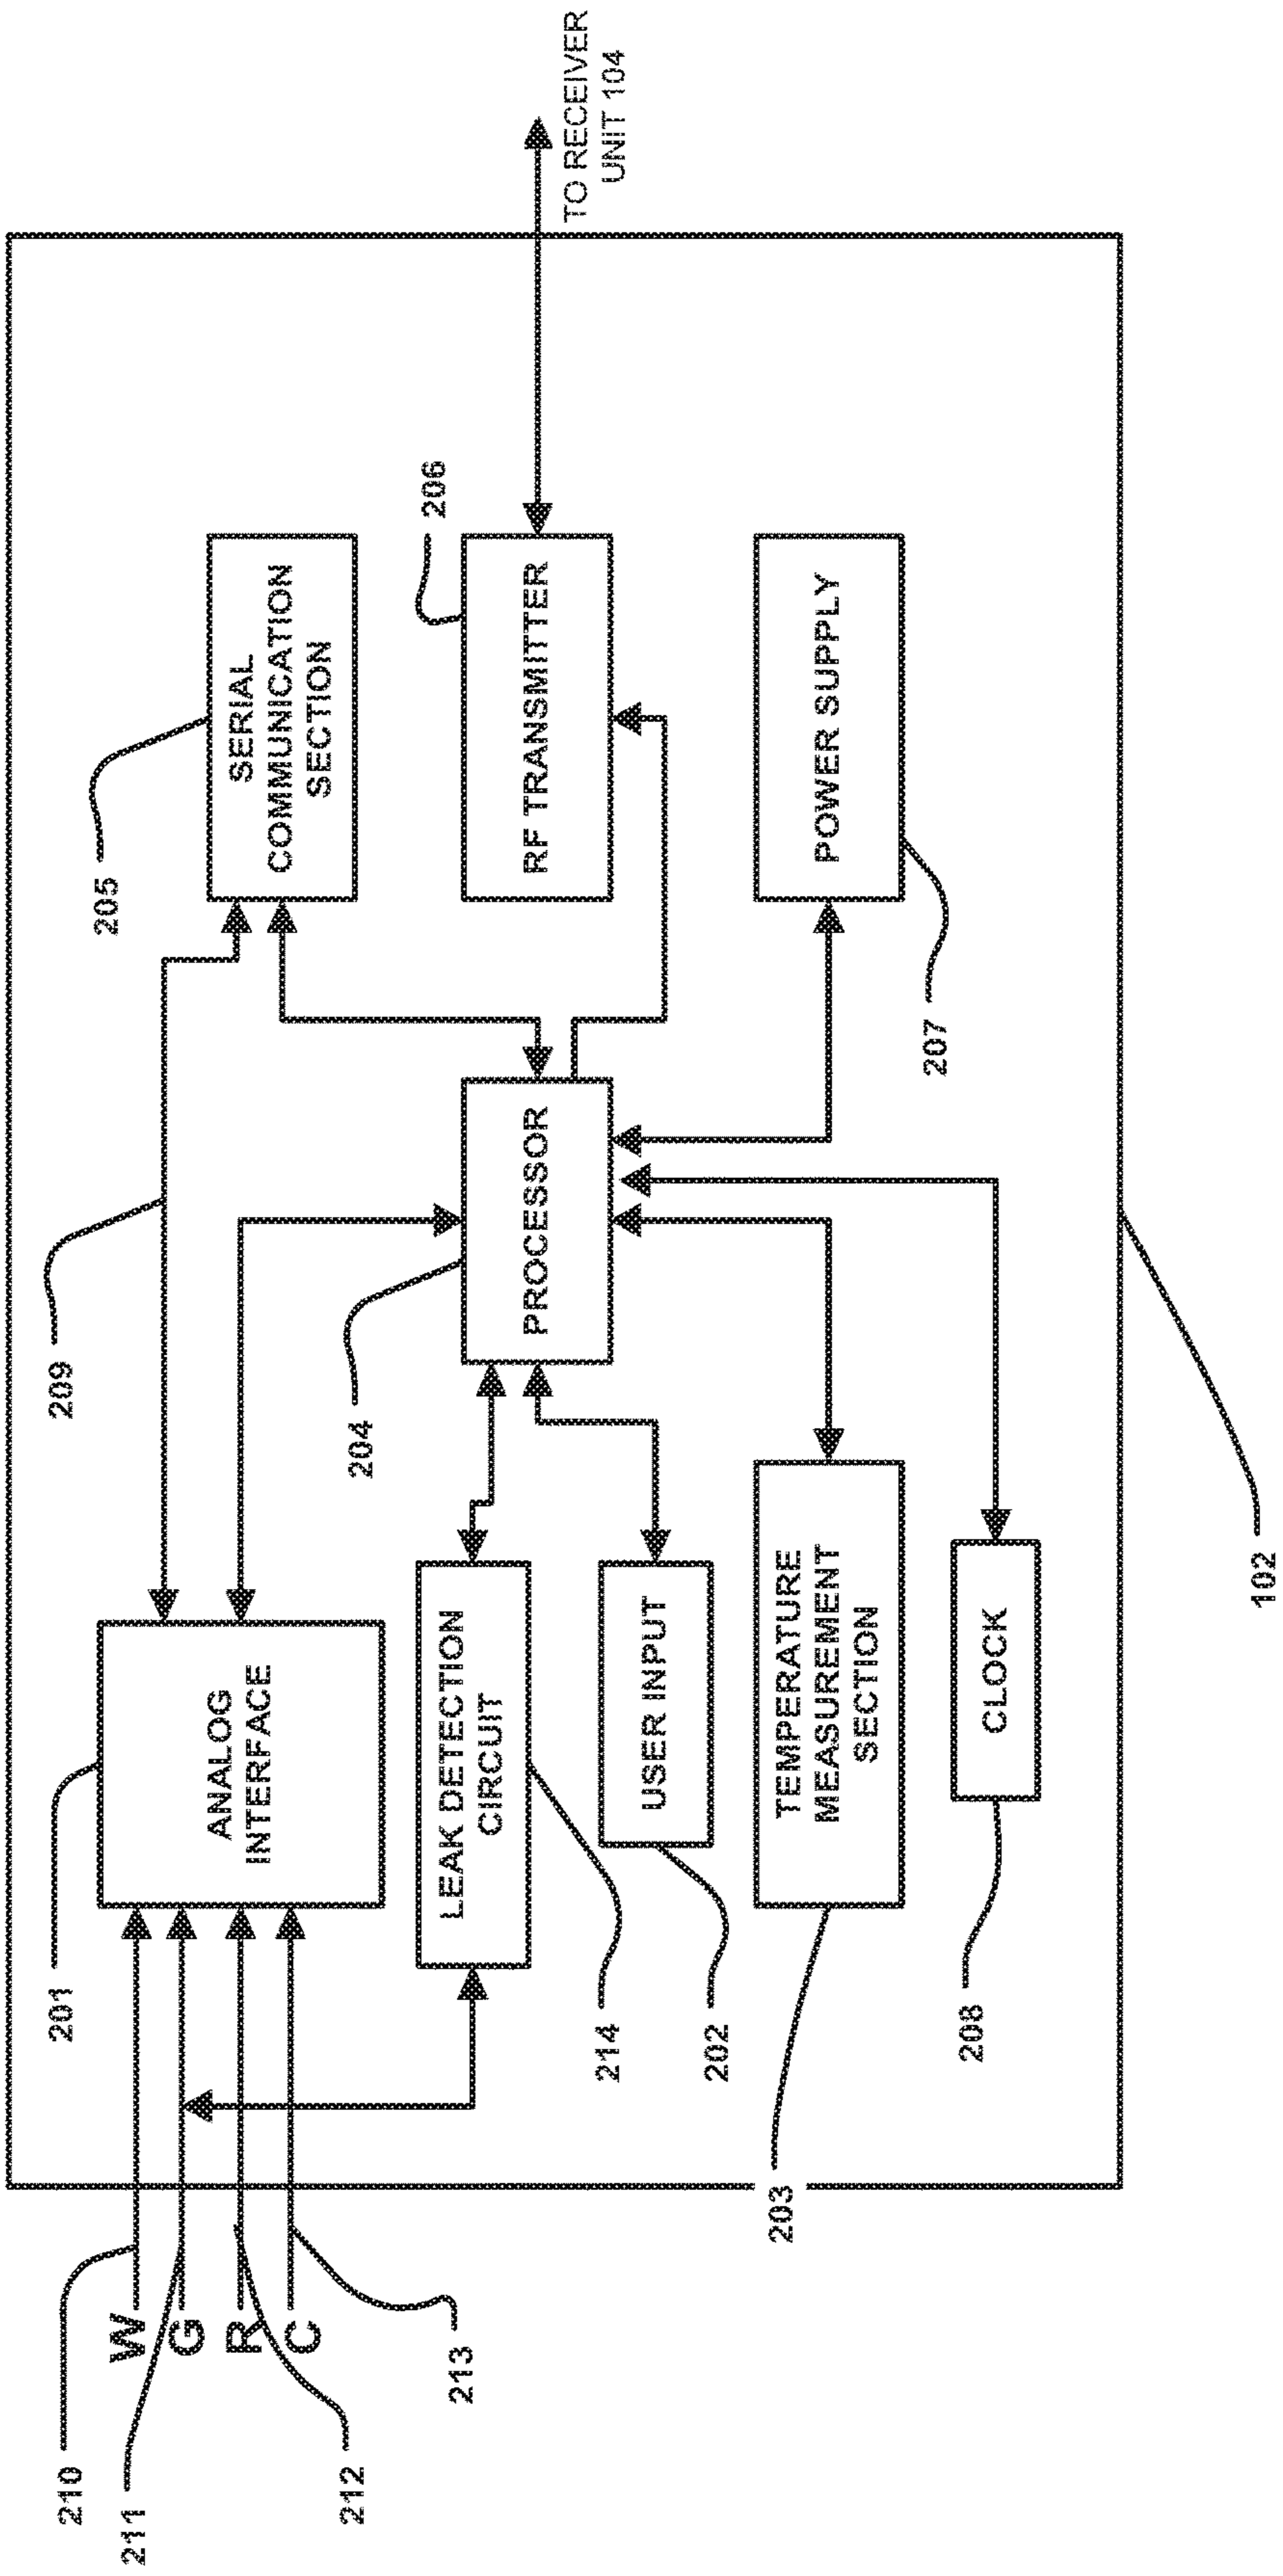 210
211
212
213
W
G
R
C
201
ANALOG
INTERFACE
LEAK DETECTION
CIRCUIT
214
USER INPUT
202
TEMPERATURE
MEASUREMENT
SECTION
203
CLOCK
208
209
204
PROCESSOR
205
SERIAL
COMMUNICATION
SECTION
206
RF TRANSMITTER
POWER SUPPLY
207
TO RECEIVER
UNIT 104
102